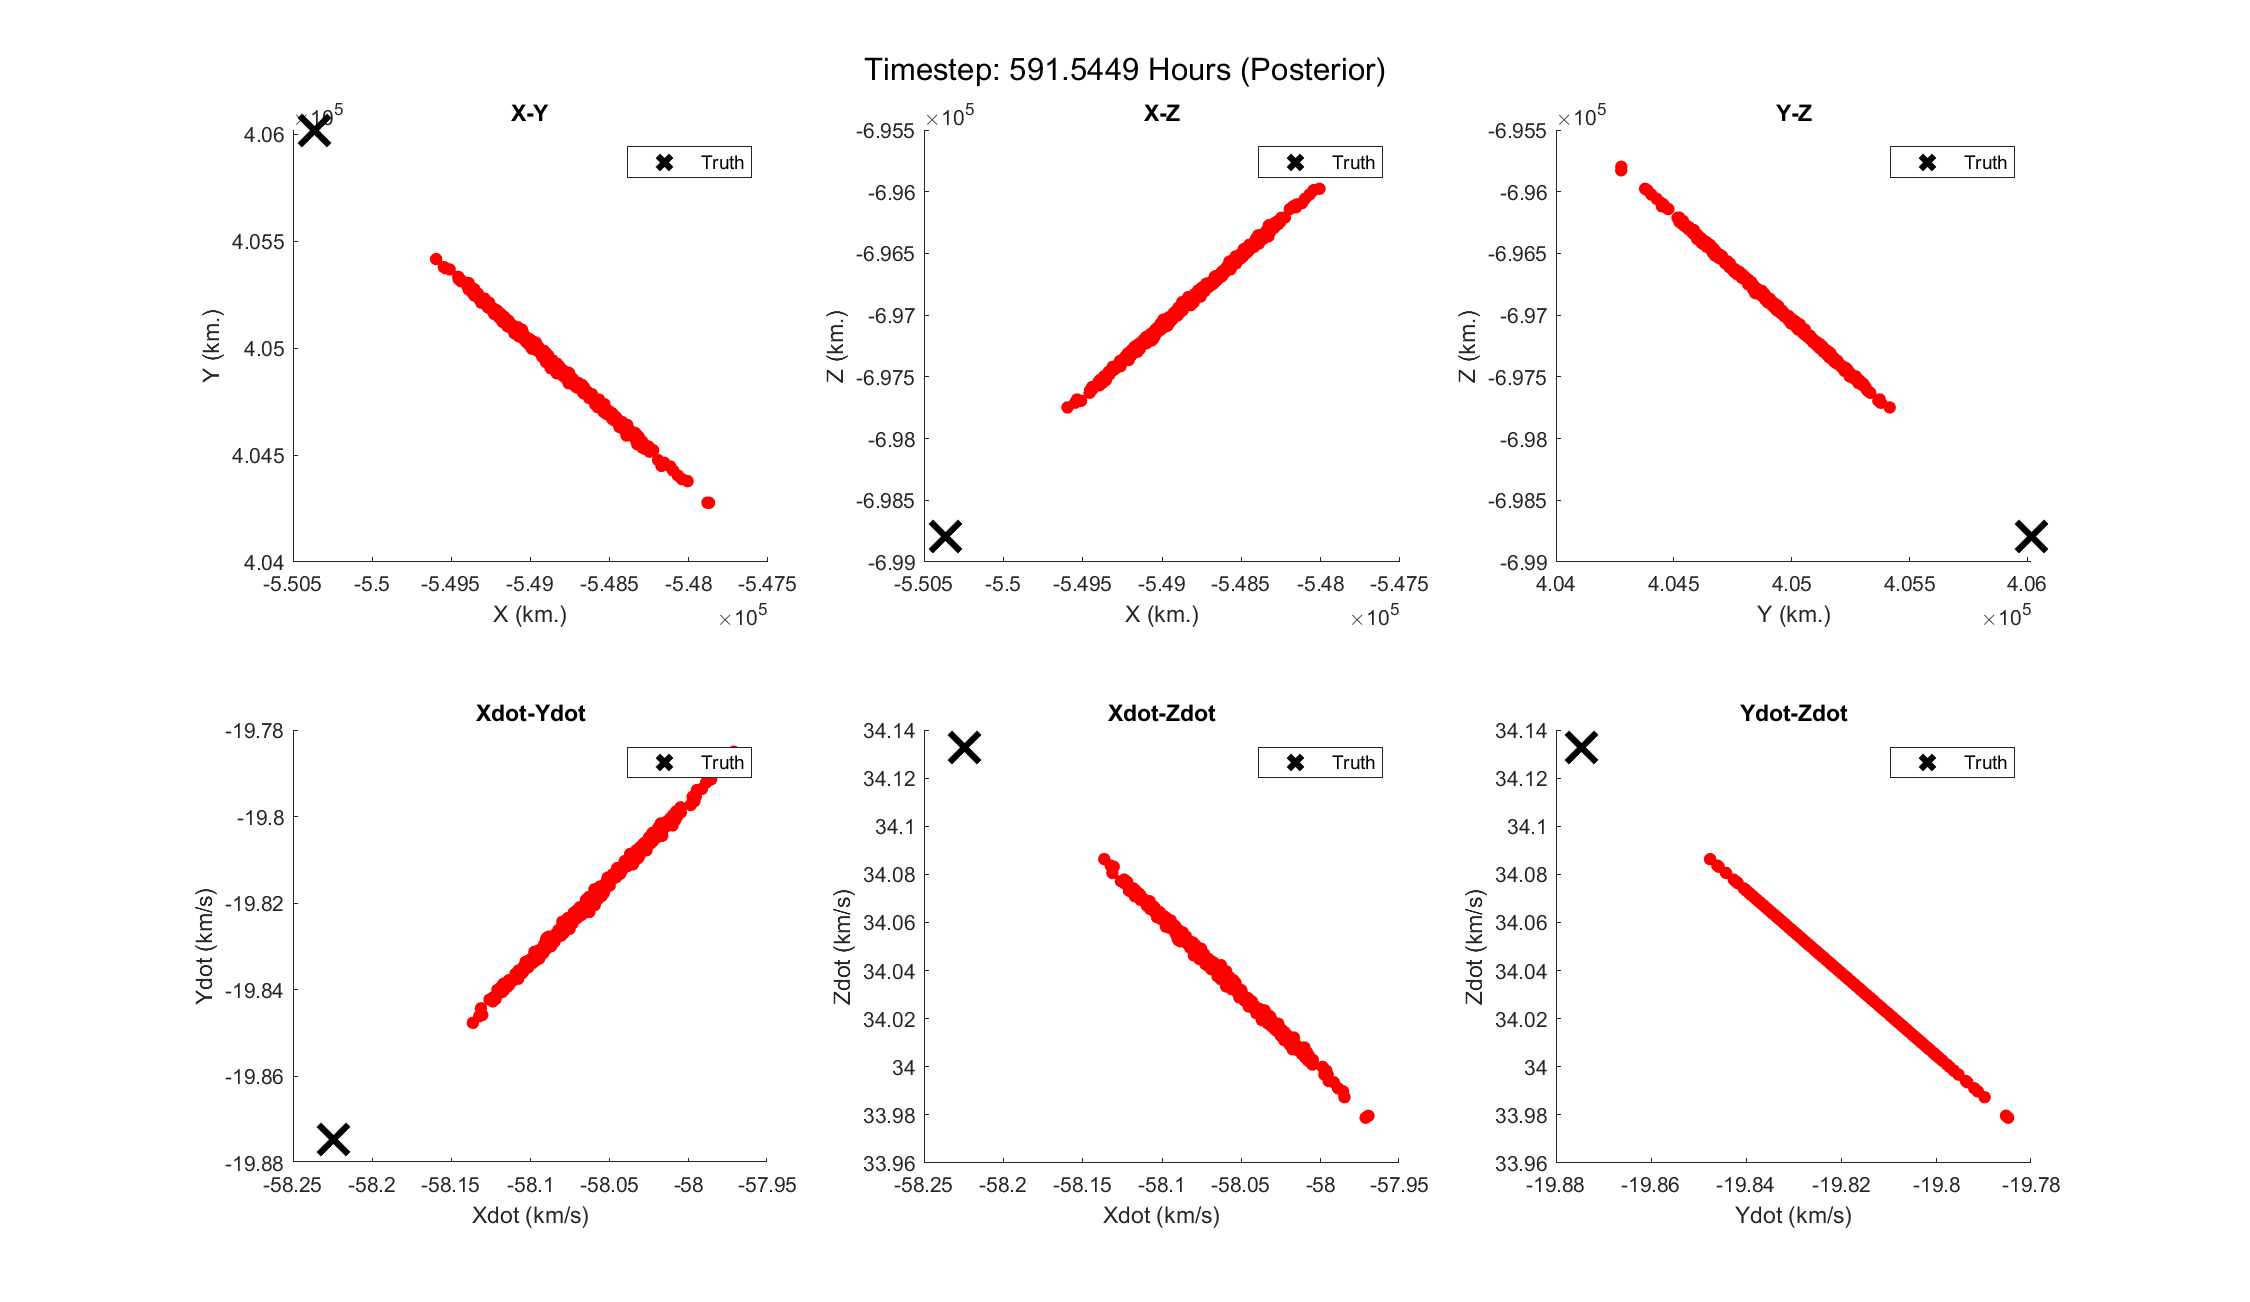 Timestep: 591.5449 Hours (Posterior)
X-Y
×10^5
4.06
4.055
4.05
4.045
4.04
Y (km.)
-5.505 -5.5 -5.495 -5.49 -5.485 -5.48 -5.475
X (km.)
×10^5
Truth
X-Z
×10^5
-6.955
-6.96
-6.965
-6.97
-6.975
-6.98
-6.985
-6.99
Z (km.)
-5.505 -5.5 -5.495 -5.49 -5.485 -5.48 -5.475
X (km.)
×10^5
Truth
Y-Z
×10^5
-6.955
-6.96
-6.965
-6.97
-6.975
-6.98
-6.985
-6.99
Z (km.)
4.04 4.045 4.05 4.055 4.06
Y (km.)
×10^5
Truth
Xdot-Ydot
-19.78
-19.8
-19.82
-19.84
-19.86
-19.88
Ydot (km/s)
-58.25 -58.2 -58.15 -58.1 -58.05 -58 -57.95
Xdot (km/s)
Truth
Xdot-Zdot
34.14
34.12
34.1
34.08
34.06
34.04
34.02
34
33.98
33.96
Zdot (km/s)
-58.25 -58.2 -58.15 -58.1 -58.05 -58 -57.95
Xdot (km/s)
Truth
Ydot-Zdot
34.14
34.12
34.1
34.08
34.06
34.04
34.02
34
33.98
33.96
Zdot (km/s)
-19.88 -19.86 -19.84 -19.82 -19.8 -19.78
Ydot (km/s)
Truth